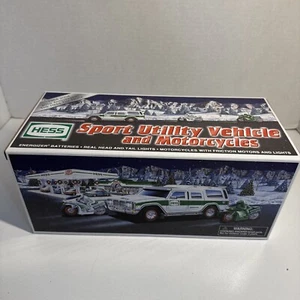 HESS
Sport Utility Vehicle
and Motorcycles
ENERGIZER® BATTERIES • REAL HEAD AND TAIL LIGHTS • MOTORCYCLES WITH FRICTION MOTORS AND LIGHTS